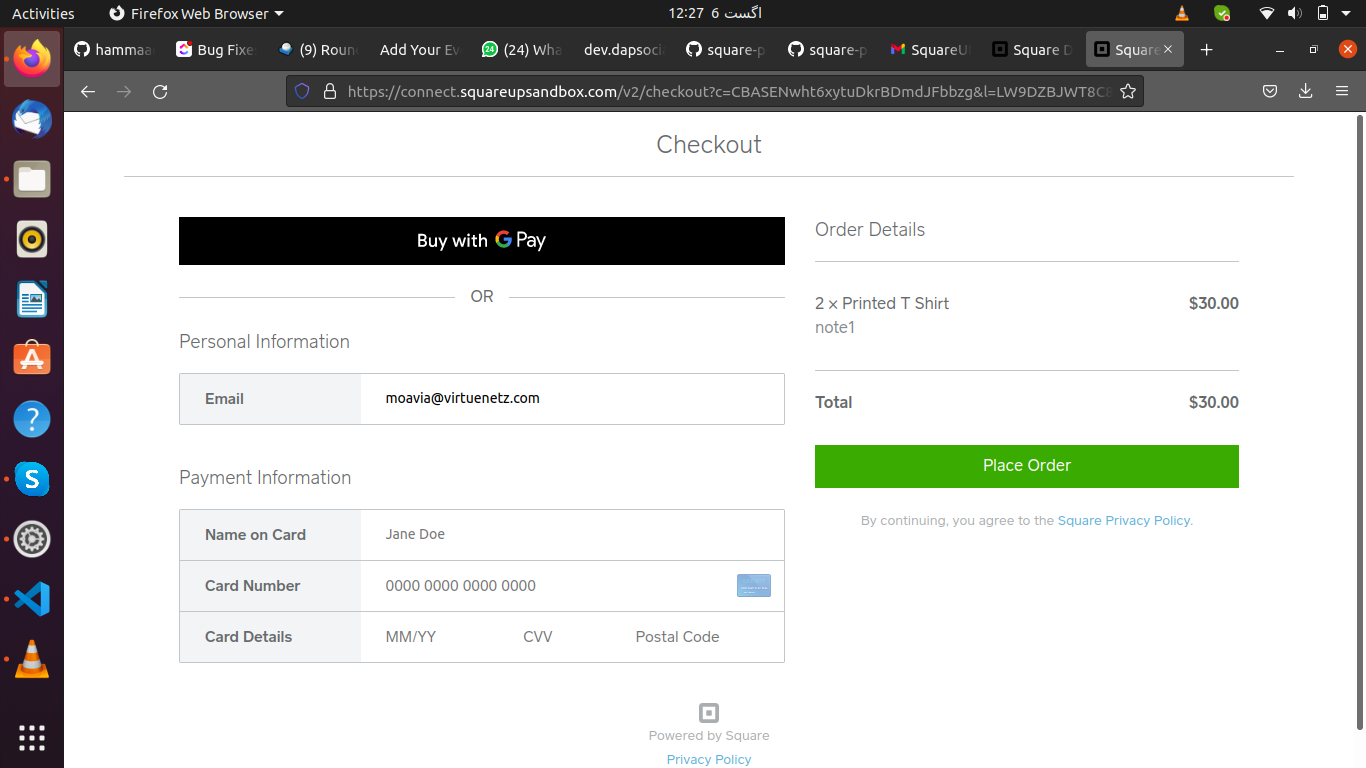 Activities
Firefox Web Browser
12:27 6 اگست
hammaa
Bug Fixe
(9) Roun
Add Your Ev
24
(24) Wha
dev.dapsoci
square-p
square-p
SquareU
Square D
Square
https://connect.squareupsandbox.com/v2/checkout?c=CBASENwht6xytuDkrBDmdJFbbzg&l=LW9DZBJWT8C8
Checkout
Buy with G Pay
OR
Personal Information
Email
moavia@virtuenetz.com
Payment Information
Name on Card
Jane Doe
Card Number
0000 0000 0000 0000
Card Details
MM/YY
CVV
Postal Code
Order Details
2 × Printed T Shirt
$30.00
note1
Total
$30.00
Place Order
By continuing, you agree to the Square Privacy Policy.
Powered by Square
Privacy Policy